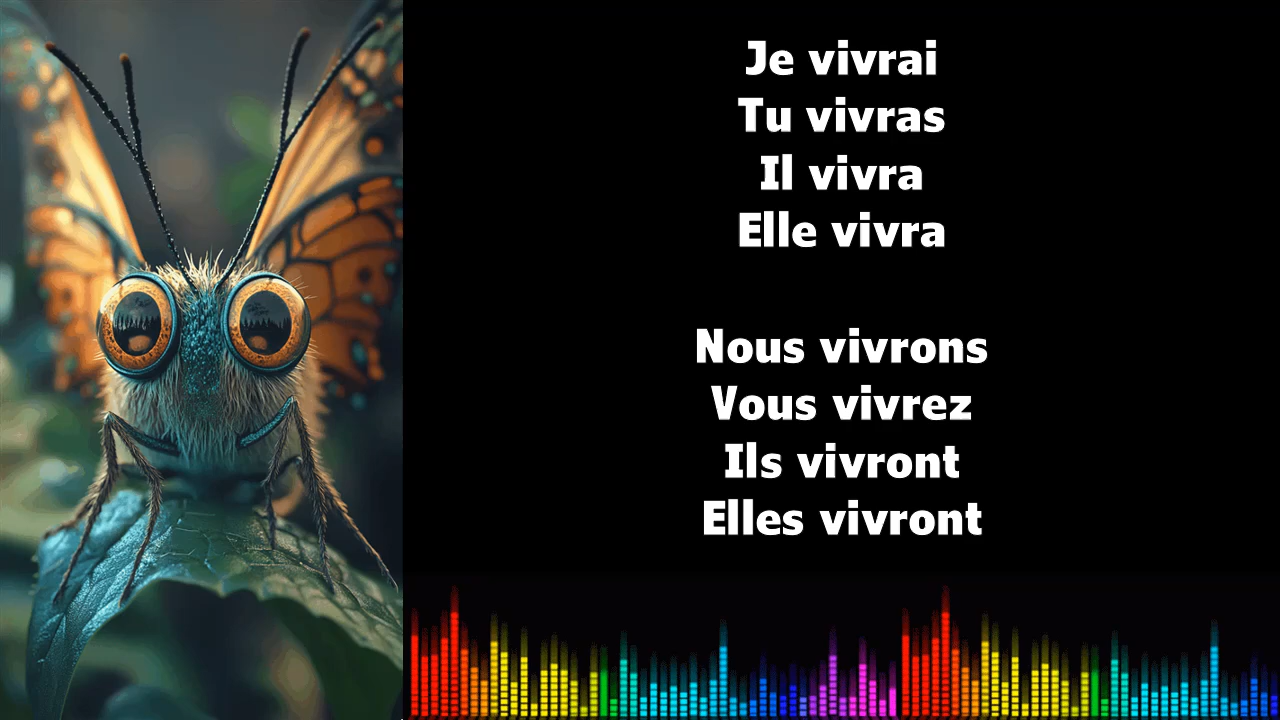 Je vivrai
Tu vivras
Il vivra
Elle vivra
Nous vivrons
Vous vivrez
Ils vivront
Elles vivront